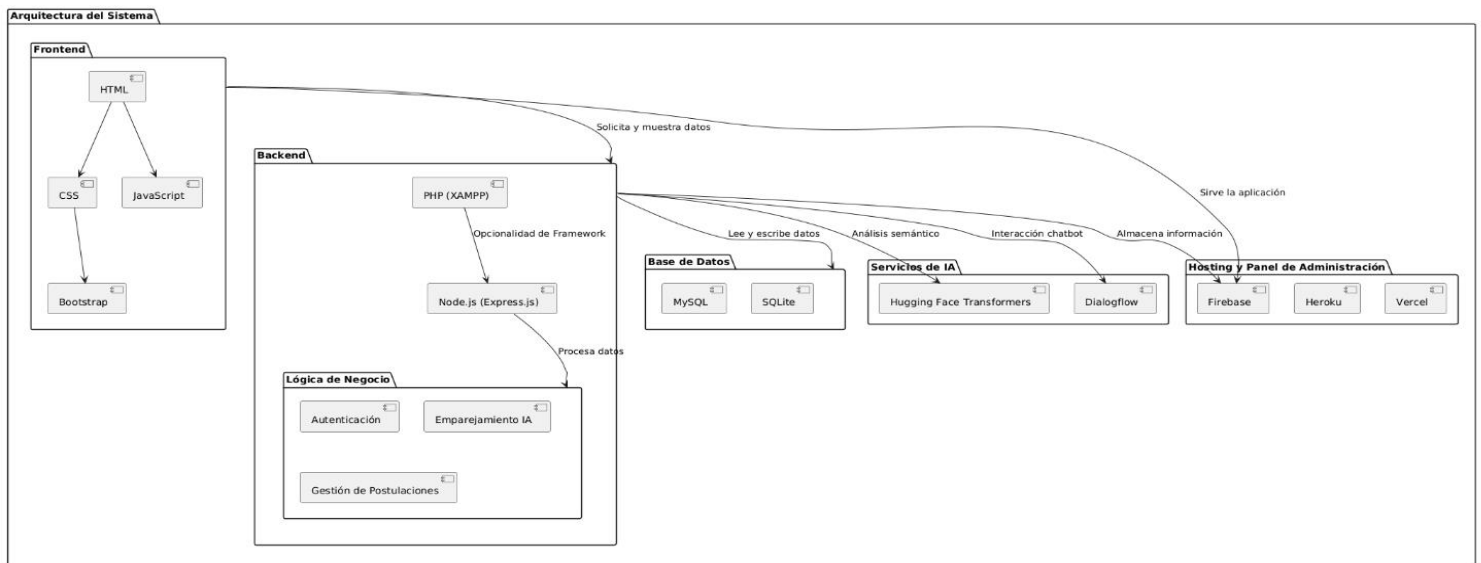 Arquitectura del Sistema
Frontend
HTML
CSS
JavaScript
Bootstrap
Solicita y muestra datos
Sirve la aplicación
Backend
PHP (XAMPP)
Opcionalidad de Framework
Node.js (Express.js)
Procesa datos
Lógica de Negocio
Autenticación
Emparejamiento IA
Gestión de Postulaciones
Lee y escribe datos
Análisis semántico
Interacción chatbot
Almacena información
Base de Datos
MySQL
SQLite
Servicios de IA
Hugging Face Transformers
Dialogflow
Hosting y Panel de Administración
Firebase
Heroku
Vercel